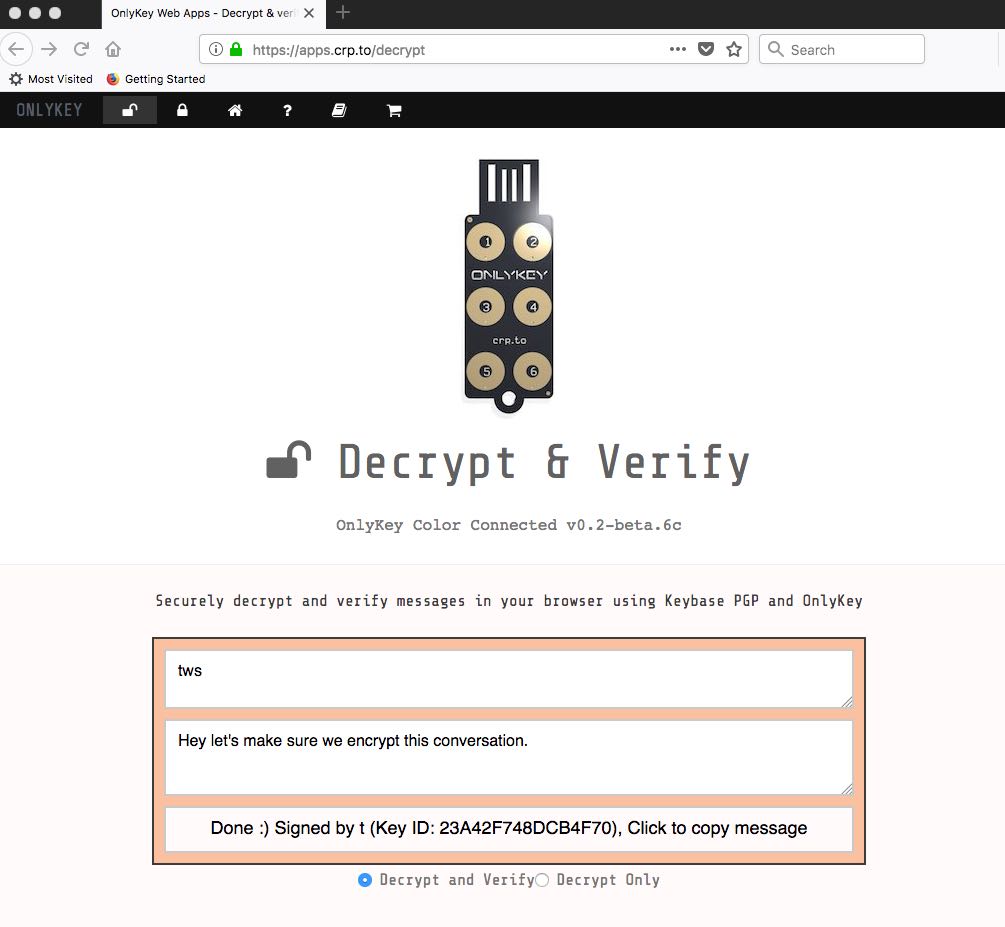 OnlyKey Web Apps - Decrypt & veri
https://apps.crp.to/decrypt
Search
Most Visited Getting Started
ONLYKEY ?
1 2
ONLYKEY
3 4
crp.to
5 6
Decrypt & Verify
OnlyKey Color Connected v0.2-beta.6c
Securely decrypt and verify messages in your browser using Keybase PGP and OnlyKey
tws
Hey let's make sure we encrypt this conversation.
Done :) Signed by t (Key ID: 23A42F748DCB4F70), Click to copy message
Decrypt and Verify Decrypt Only